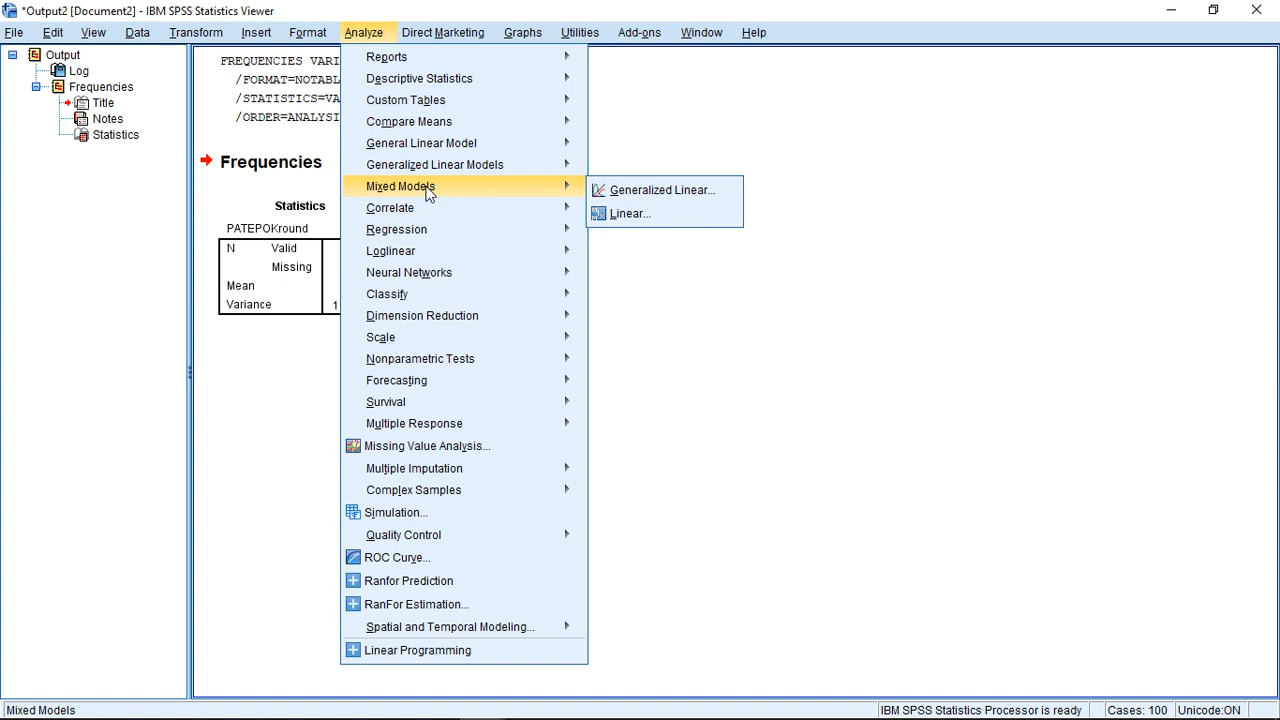 *Output2 [Document2] - IBM SPSS Statistics Viewer
File Edit View Data Transform Insert Format Analyze Direct Marketing Graphs Utilities Add-ons Window Help
Output
Log
Frequencies
Title
Notes
Statistics
FREQUENCIES VARI
/FORMAT=NOTABL
/STATISTICS=VA
/ORDER=ANALYSI
Frequencies
Statistics
PATEPOKround
N Valid
Missing
Mean
Variance 1
Reports
Descriptive Statistics
Custom Tables
Compare Means
General Linear Model
Generalized Linear Models
Mixed Models
Correlate
Regression
Loglinear
Neural Networks
Classify
Dimension Reduction
Scale
Nonparametric Tests
Forecasting
Survival
Multiple Response
Missing Value Analysis...
Multiple Imputation
Complex Samples
Simulation...
Quality Control
ROC Curve...
Ranfor Prediction
RanFor Estimation...
Spatial and Temporal Modeling...
Linear Programming
Generalized Linear...
Linear...
Mixed Models
IBM SPSS Statistics Processor is ready Cases: 100 Unicode:ON